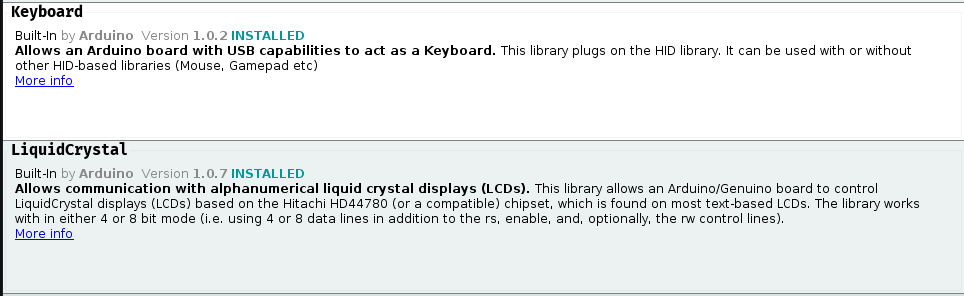 Keyboard
Built-In by Arduino Version 1.0.2 INSTALLED
Allows an Arduino board with USB capabilities to act as a Keyboard. This library plugs on the HID library. It can be used with or without
other HID-based libraries (Mouse, Gamepad etc)
More info
LiquidCrystal
Built-In by Arduino Version 1.0.7 INSTALLED
Allows communication with alphanumerical liquid crystal displays (LCDs). This library allows an Arduino/Genuino board to control
LiquidCrystal displays (LCDs) based on the Hitachi HD44780 (or a compatible) chipset, which is found on most text-based LCDs. The library works
with in either 4 or 8 bit mode (i.e. using 4 or 8 data lines in addition to the rs, enable, and, optionally, the rw control lines).
More info